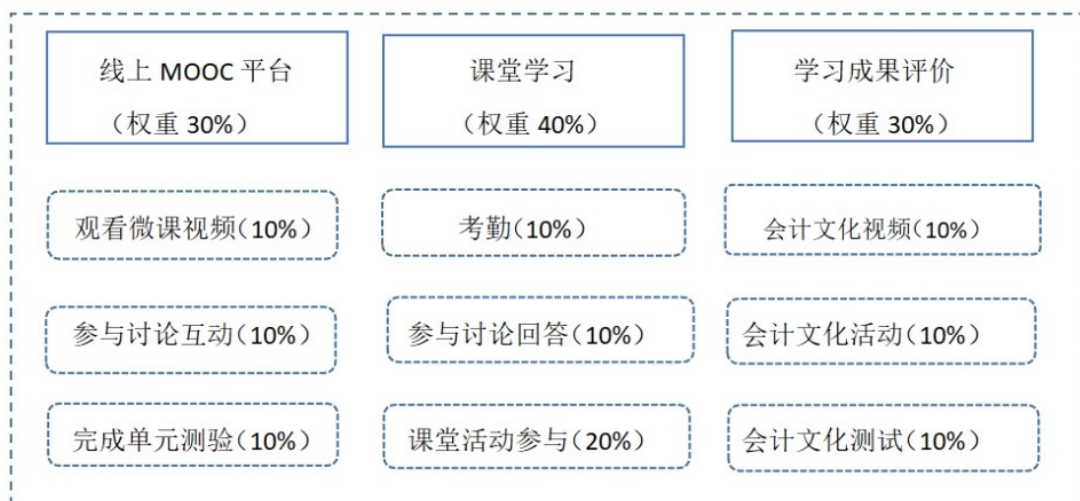 线上 MOOC 平台
（权重 30%）
课堂学习
（权重 40%）
学习成果评价
（权重 30%）
观看微课视频(10%）
考勤(10%）
会计文化视频(10%）
参与讨论互动(10%）
参与讨论回答(10%）
会计文化活动(10%）
完成单元测验(10%）
课堂活动参与(20%）
会计文化测试(10%）